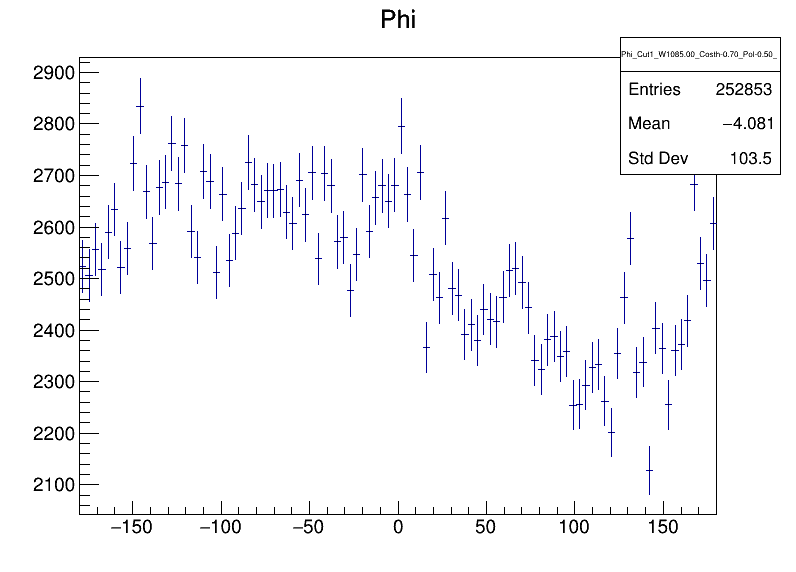 Phi
Phi_Cut1_W1085.00_Costh-0.70_Pol-0.50_
Entries 252853
Mean −4.081
Std Dev 103.5
2900
2800
2700
2600
2500
2400
2300
2200
2100
−150 −100 −50 0 50 100 150